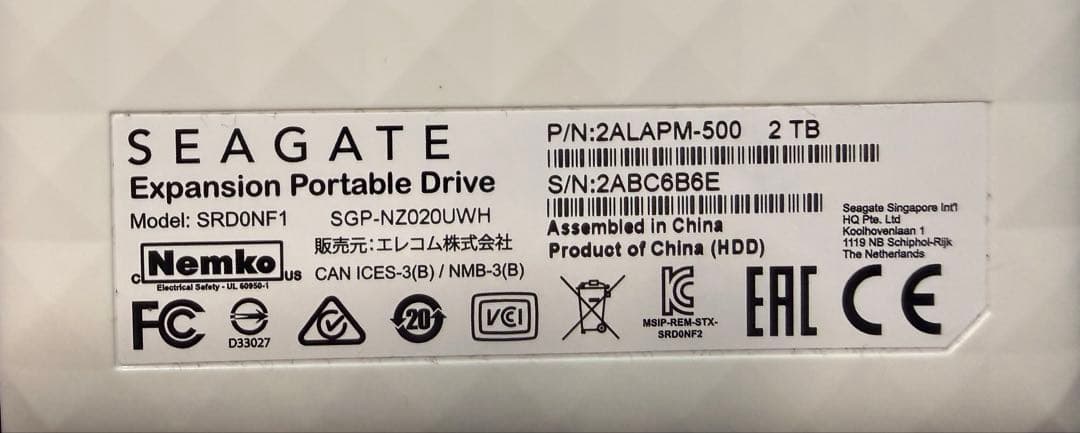 SEAGATE
Expansion Portable Drive
Model: SRD0NF1 SGP-NZ020UWH
販売元：エレコム株式会社
c Nemko us
CAN ICES-3(B) / NMB-3(B)
Electrical Safety - UL 60950-1
FC
D33027
20
VCI
P/N:2ALAPM-500 2 TB
S/N:2ABC6B6E
Assembled in China
Product of China (HDD)
Seagate Singapore Int'l
HQ Pte. Ltd
Koolhovenlaan 1
1119 NB Schiphol-Rijk
The Netherlands
MSIP-REM-STX-
SRD0NF2
EAC
CE